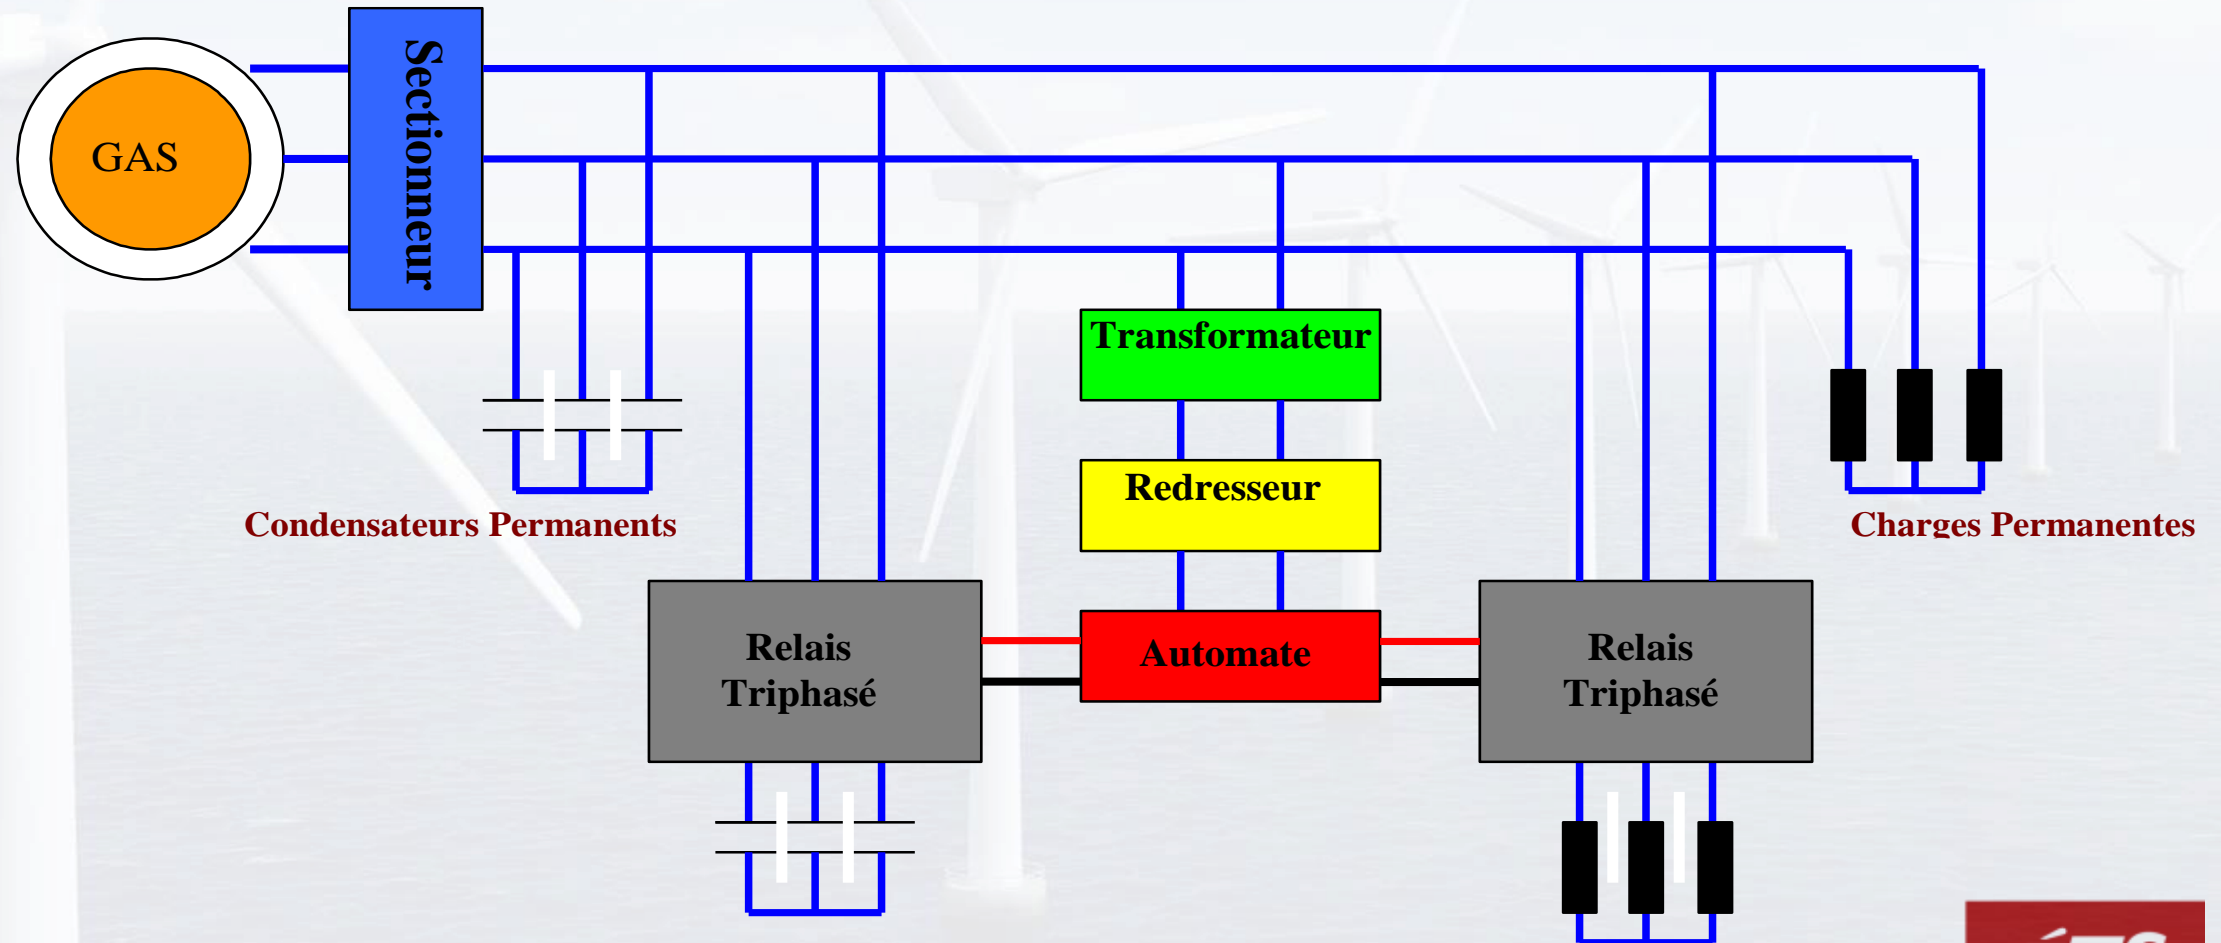 GAS
Sectionneur
Transformateur
Redresseur
Condensateurs Permanents
Charges Permanentes
Relais
Triphasé
Automate
Relais
Triphasé